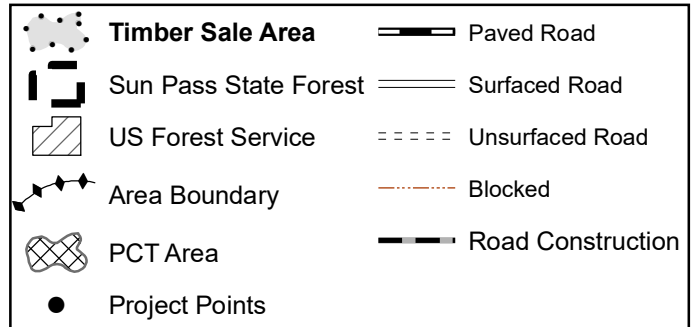 Timber Sale Area
Sun Pass State Forest
US Forest Service
Area Boundary
PCT Area
Project Points
Paved Road
Surfaced Road
Unsurfaced Road
Blocked
Road Construction